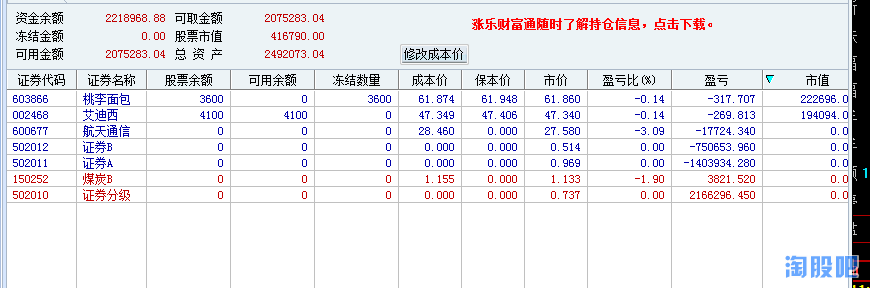 资金余额 2218968.88 可取金额 2075283.04
冻结金额 0.00 股票市值 416790.00
可用金额 2075283.04 总 资 产 2492073.04
涨乐财富通随时了解持仓信息，点击下载。
修改成本价
证券代码 证券名称 股票余额 可用余额 冻结数量 成本价 保本价 市价 盈亏比(%) 盈亏 市值
603866 桃李面包 3600 0 3600 61.874 61.948 61.860 -0.14 -317.707 222696.0
002468 艾迪西 4100 4100 0 47.349 47.406 47.340 -0.14 -269.813 194094.0
600677 航天通信 0 0 0 28.460 0.000 27.580 -3.09 -17724.340 0.0
502012 证券B 0 0 0 0.000 0.000 0.514 0.00 -750653.960 0.0
502011 证券A 0 0 0 0.000 0.000 0.969 0.00 -1403934.280 0.0
150252 煤炭B 0 0 0 1.155 0.000 1.133 -1.90 3821.520 0.0
502010 证券分级 0 0 0 0.000 0.000 0.737 0.00 2166296.450 0.0
淘股吧